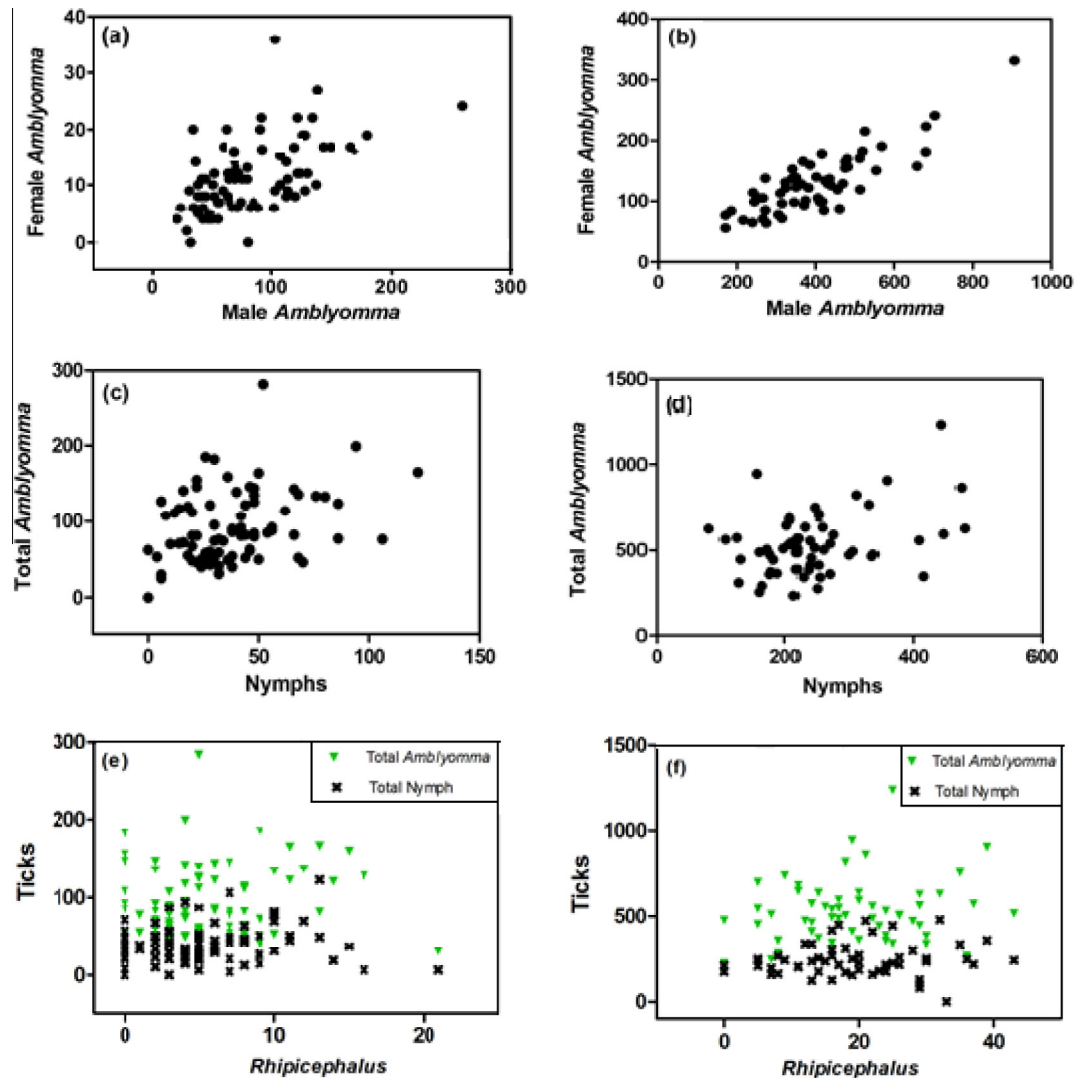 (a)
40
30
20
10
0
Female Amblyomma
0 100 200 300
Male Amblyomma
(b)
400
300
200
100
0
Female Amblyomma
0 200 400 600 800 1000
Male Amblyomma
(c)
300
200
100
0
Total Amblyomma
0 50 100 150
Nymphs
(d)
1500
1000
500
0
Total Amblyomma
0 200 400 600
Nymphs
(e)
Total Amblyomma
Total Nymph
300
200
100
0
Ticks
0 10 20
Rhipicephalus
(f)
Total Amblyomma
Total Nymph
1500
1000
500
0
Ticks
0 20 40
Rhipicephalus